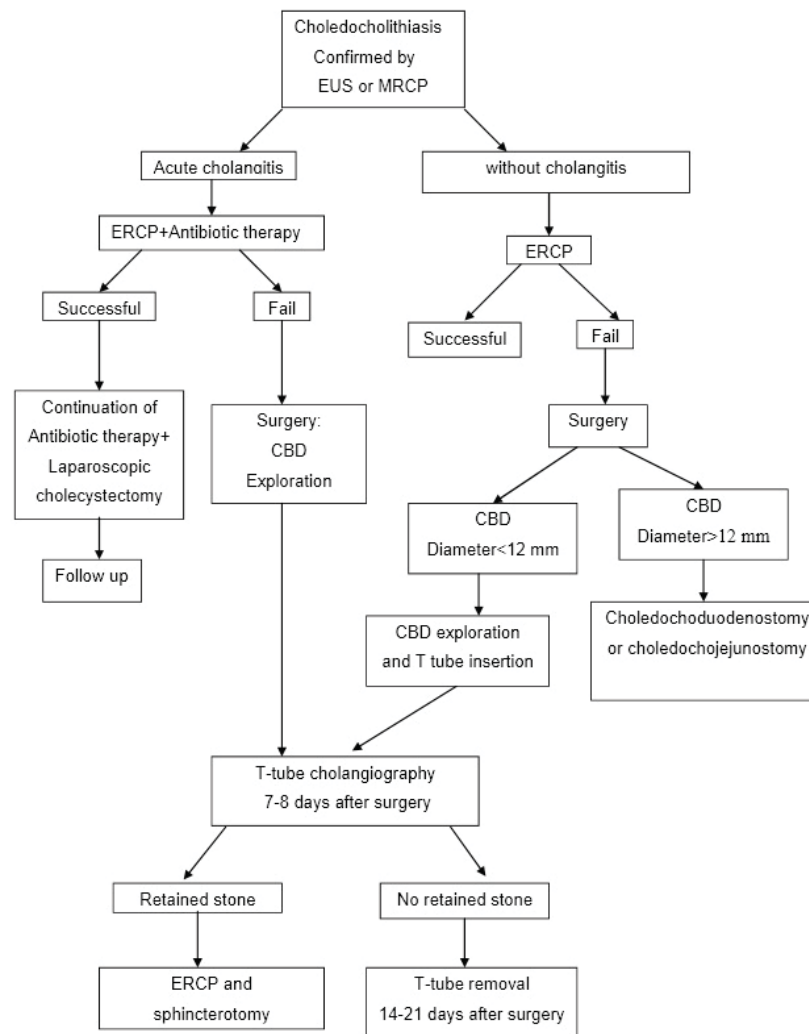 Choledocholithiasis
Confirmed by
EUS or MRCP
Acute cholangitis
without cholangitis
ERCP+Antibiotic therapy
ERCP
Successful
Fail
Successful
Fail
Continuation of
Antibiotic therapy+
Laparoscopic
cholecystectomy
Surgery:
CBD
Exploration
Surgery
CBD
Diameter<12 mm
CBD
Diameter>12 mm
Follow up
CBD exploration
and T tube insertion
Choledochoduodenostomy
or choledochojejunostomy
T-tube cholangiography
7-8 days after surgery
Retained stone
No retained stone
ERCP and
sphincterotomy
T-tube removal
14-21 days after surgery